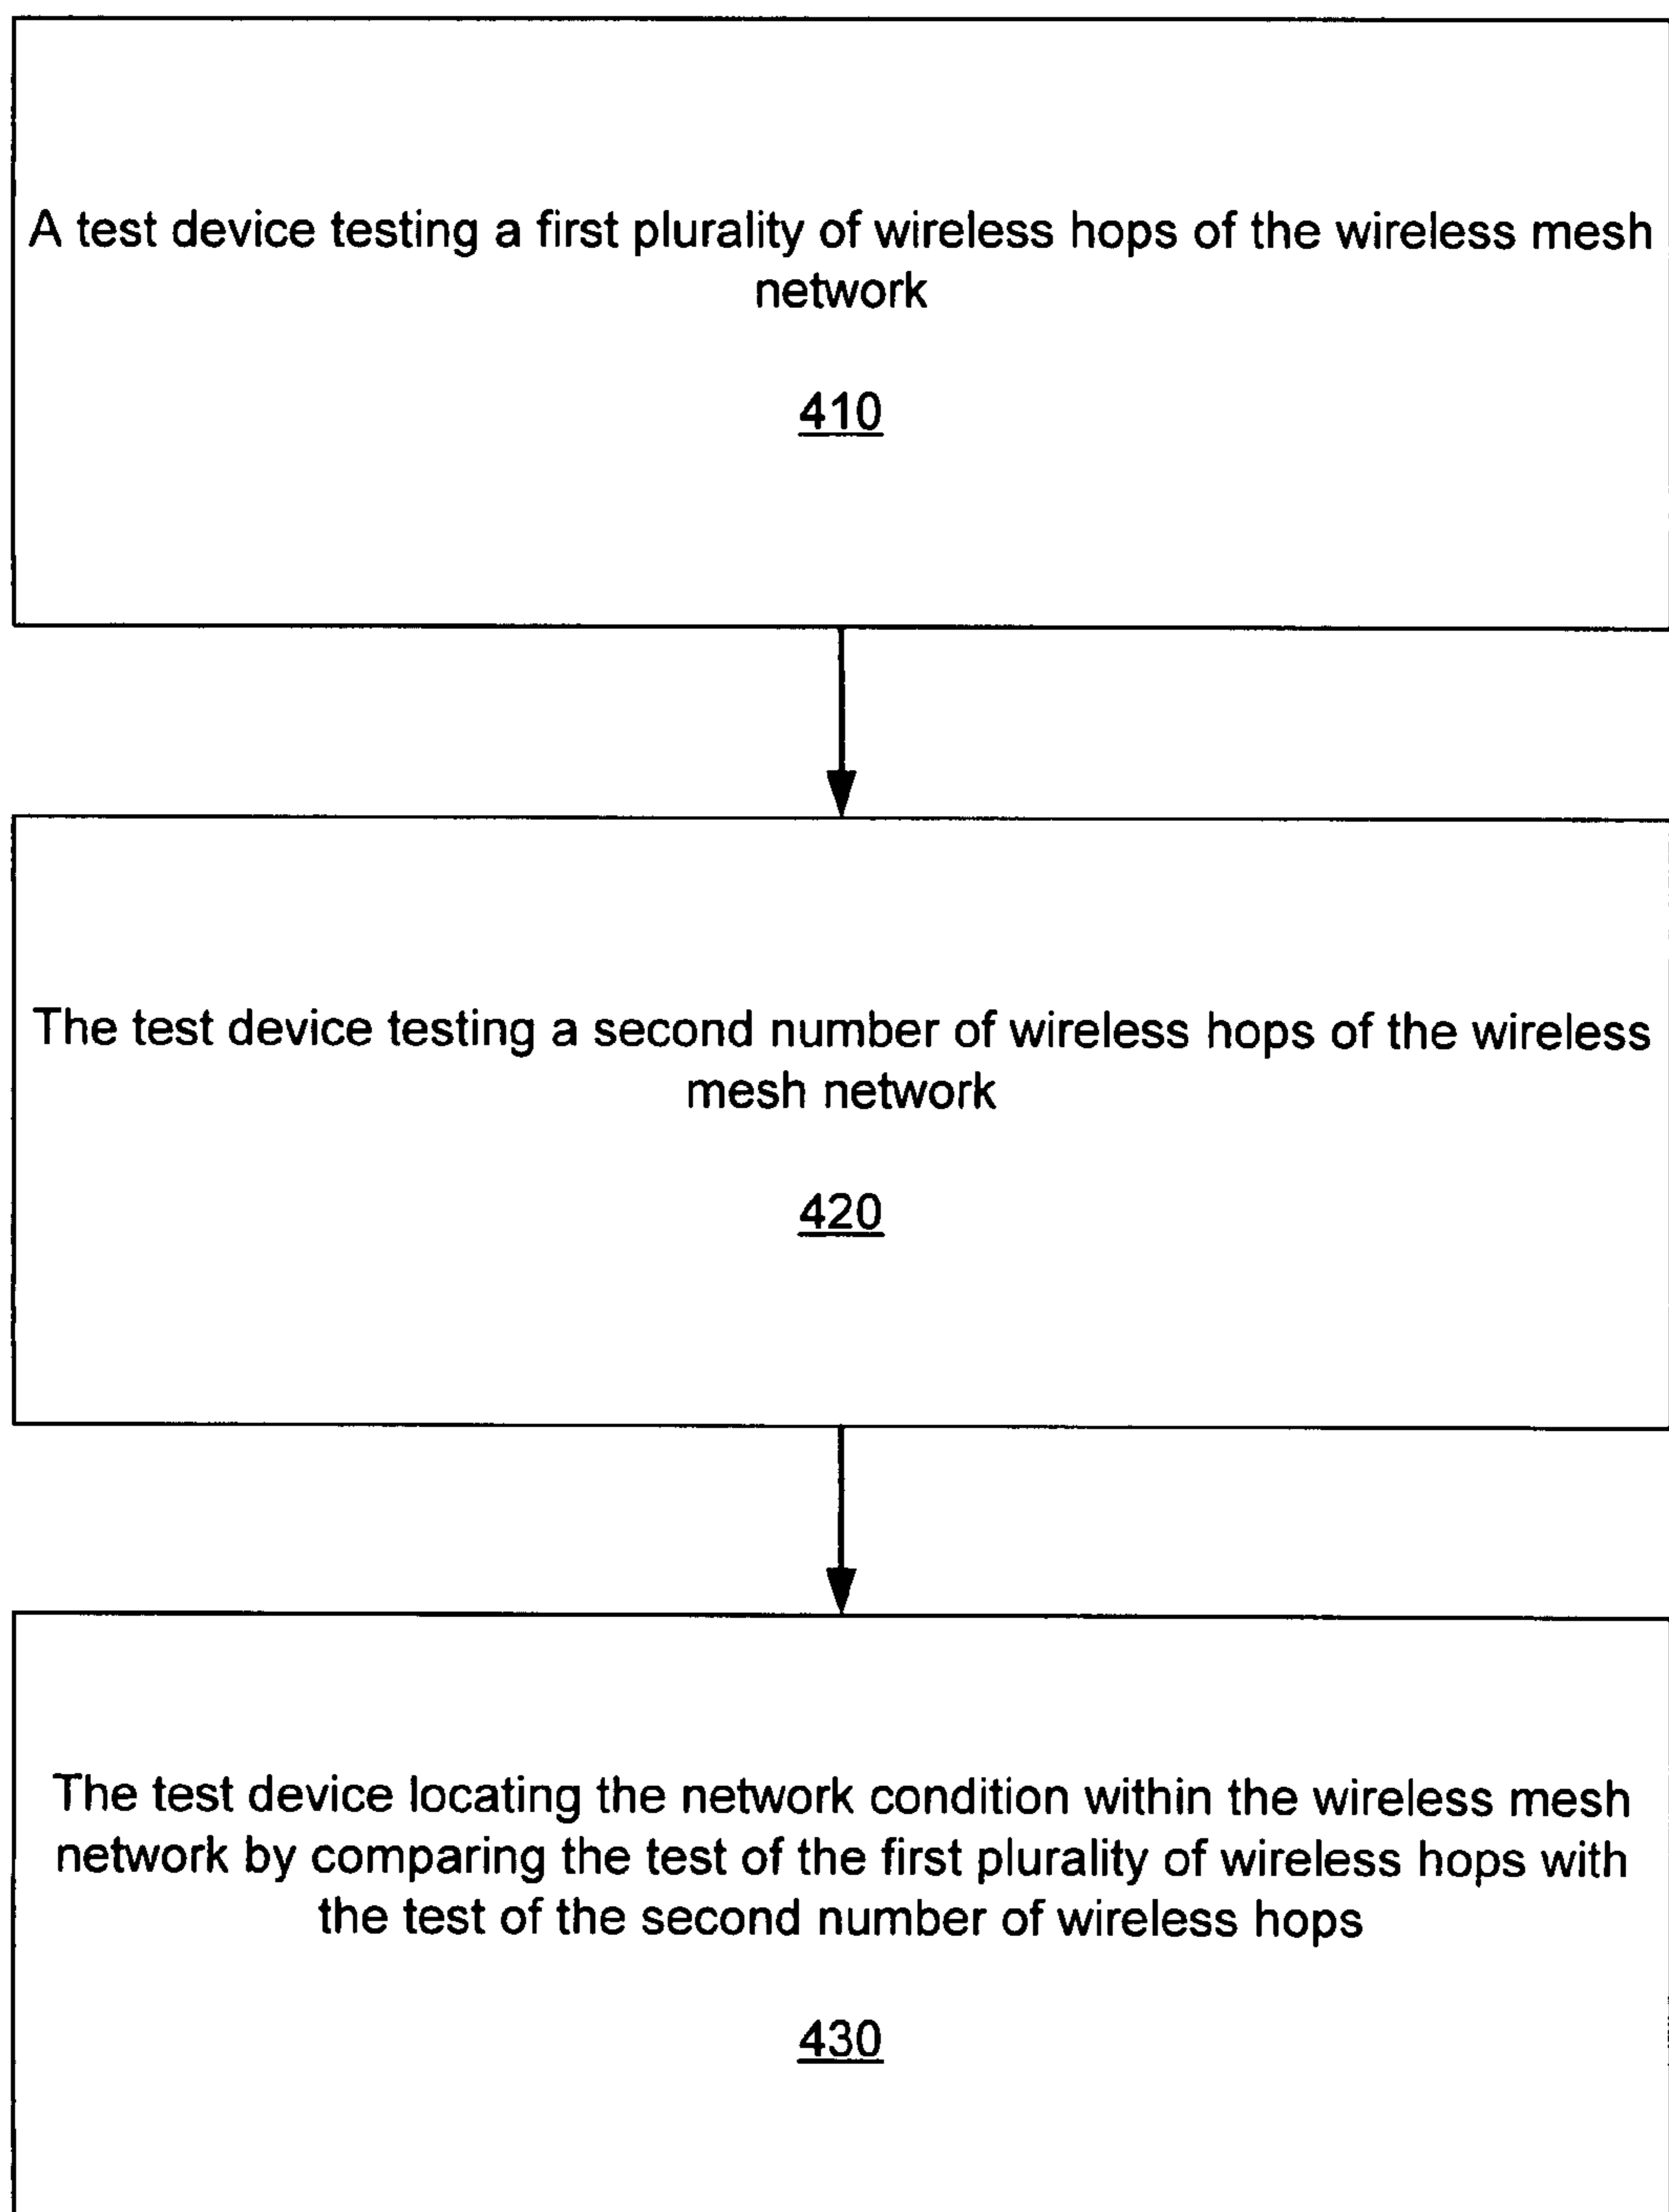 A test device testing a first plurality of wireless hops of the wireless mesh
network
410
The test device testing a second number of wireless hops of the wireless
mesh network
420
The test device locating the network condition within the wireless mesh
network by comparing the test of the first plurality of wireless hops with
the test of the second number of wireless hops
430